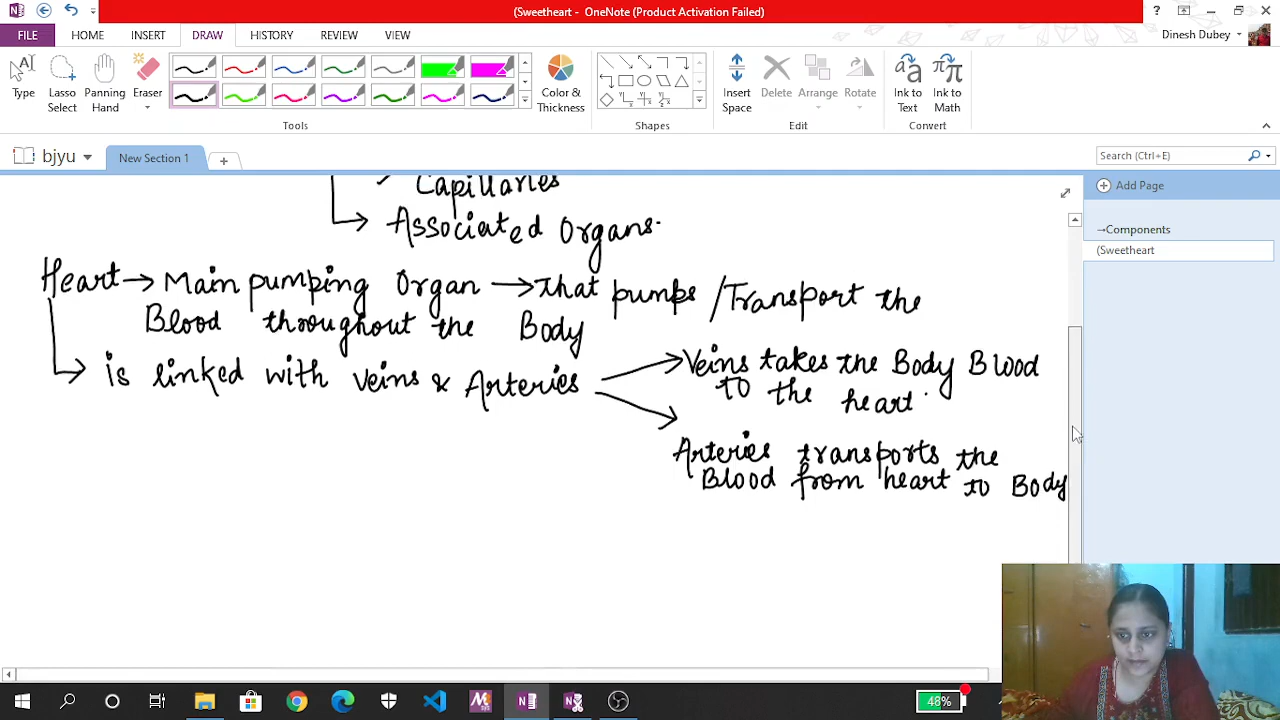 (Sweetheart - OneNote (Product Activation Failed)
FILE HOME INSERT DRAW HISTORY REVIEW VIEW Dinesh Dubey
Type Lasso Select Panning Hand Eraser Color & Thickness Insert Space Delete Arrange Rotate Ink to Text Ink to Math
Tools Shapes Edit Convert
bjyu New Section 1 Search (Ctrl+E)
Add Page
→Components
(Sweetheart
Capillaries
Associated Organs.
Heart → Main pumping Organ → That pumps / Transport the
Blood throughout the Body
is linked with Veins & Arteries
Veins takes the Body Blood
to the heart.
Arteries transports the
Blood from heart to Body
48%